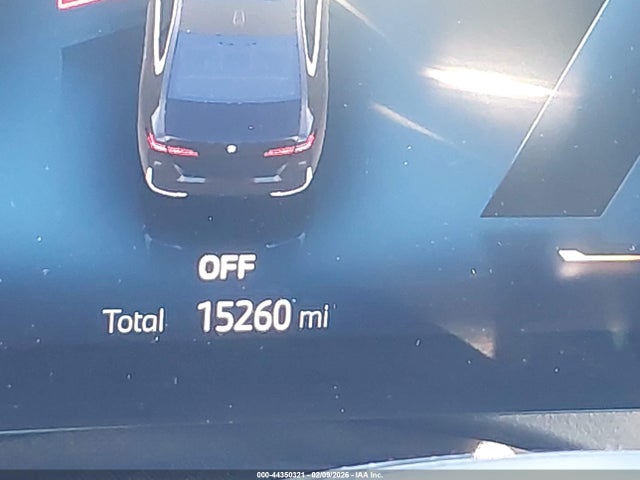 OFF
Total 15260 mi
000-44350321 - 02/09/2026 - IAA Inc.